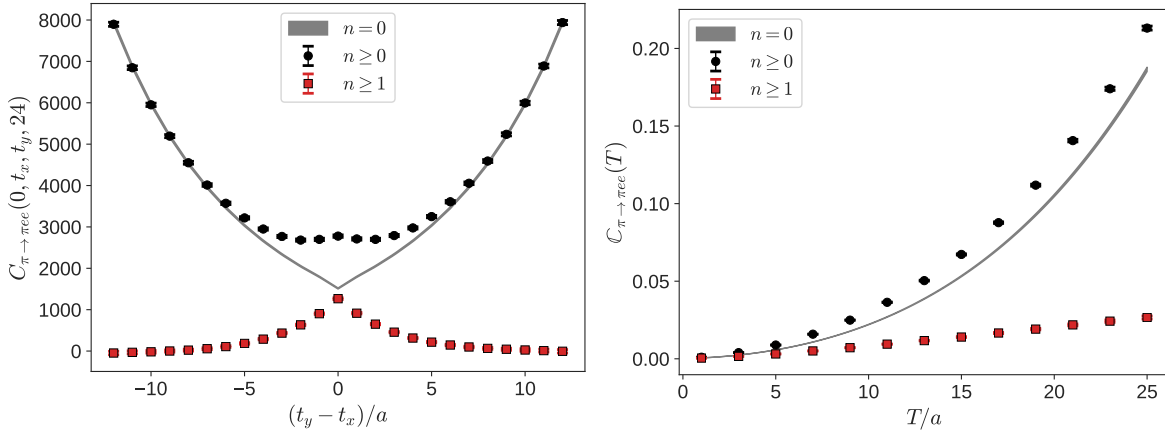 8000
7000
6000
5000
4000
3000
2000
1000
0
C_{π→πee}(0, t_x, t_y, 24)
n = 0
n ≥ 0
n ≥ 1
−10
−5
0
5
10
(t_y − t_x)/a
0.20
0.15
0.10
0.05
0.00
ℂ_{π→πee}(T)
n = 0
n ≥ 0
n ≥ 1
0
5
10
15
20
25
T/a